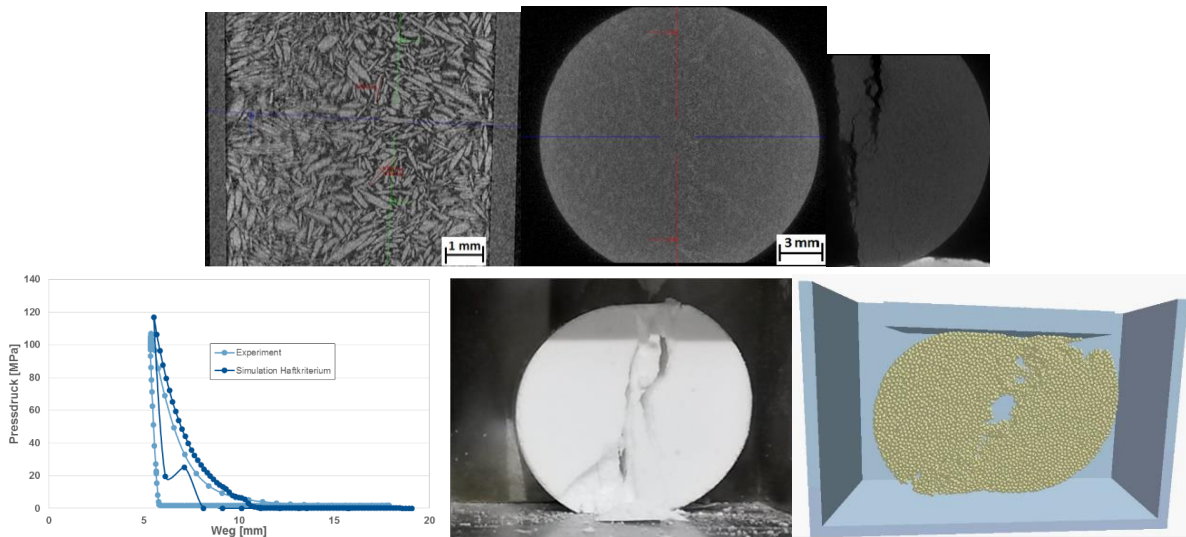 1 mm
3 mm
140
120
100
80
60
40
20
0
Pressdruck [MPa]
Experiment
Simulation Haftkriterium
0
5
10
15
20
Weg [mm]